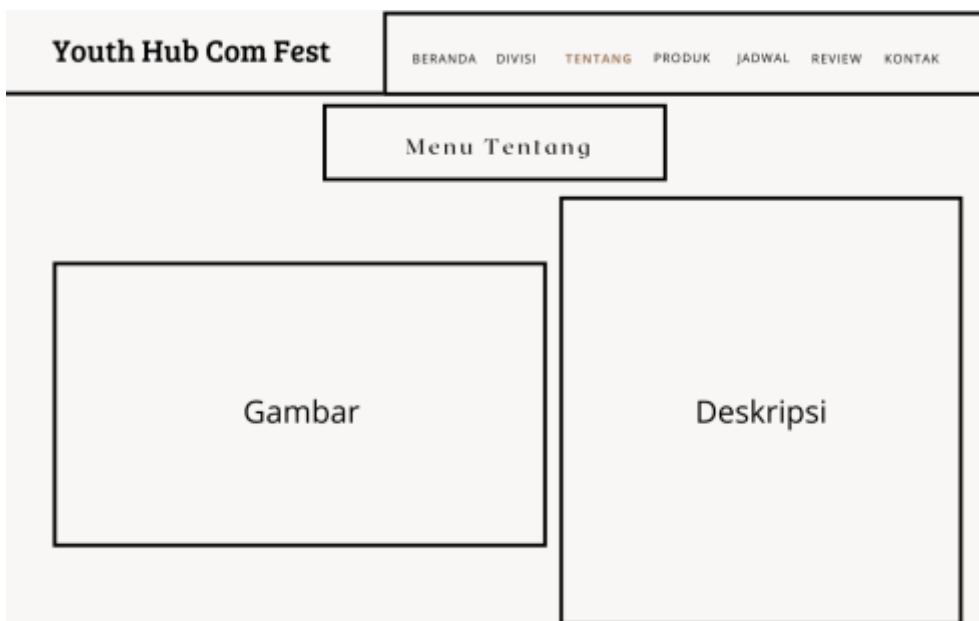 Youth Hub Com Fest
BERANDA DIVISI TENTANG PRODUK JADWAL REVIEW KONTAK
Menu Tentang
Gambar
Deskripsi